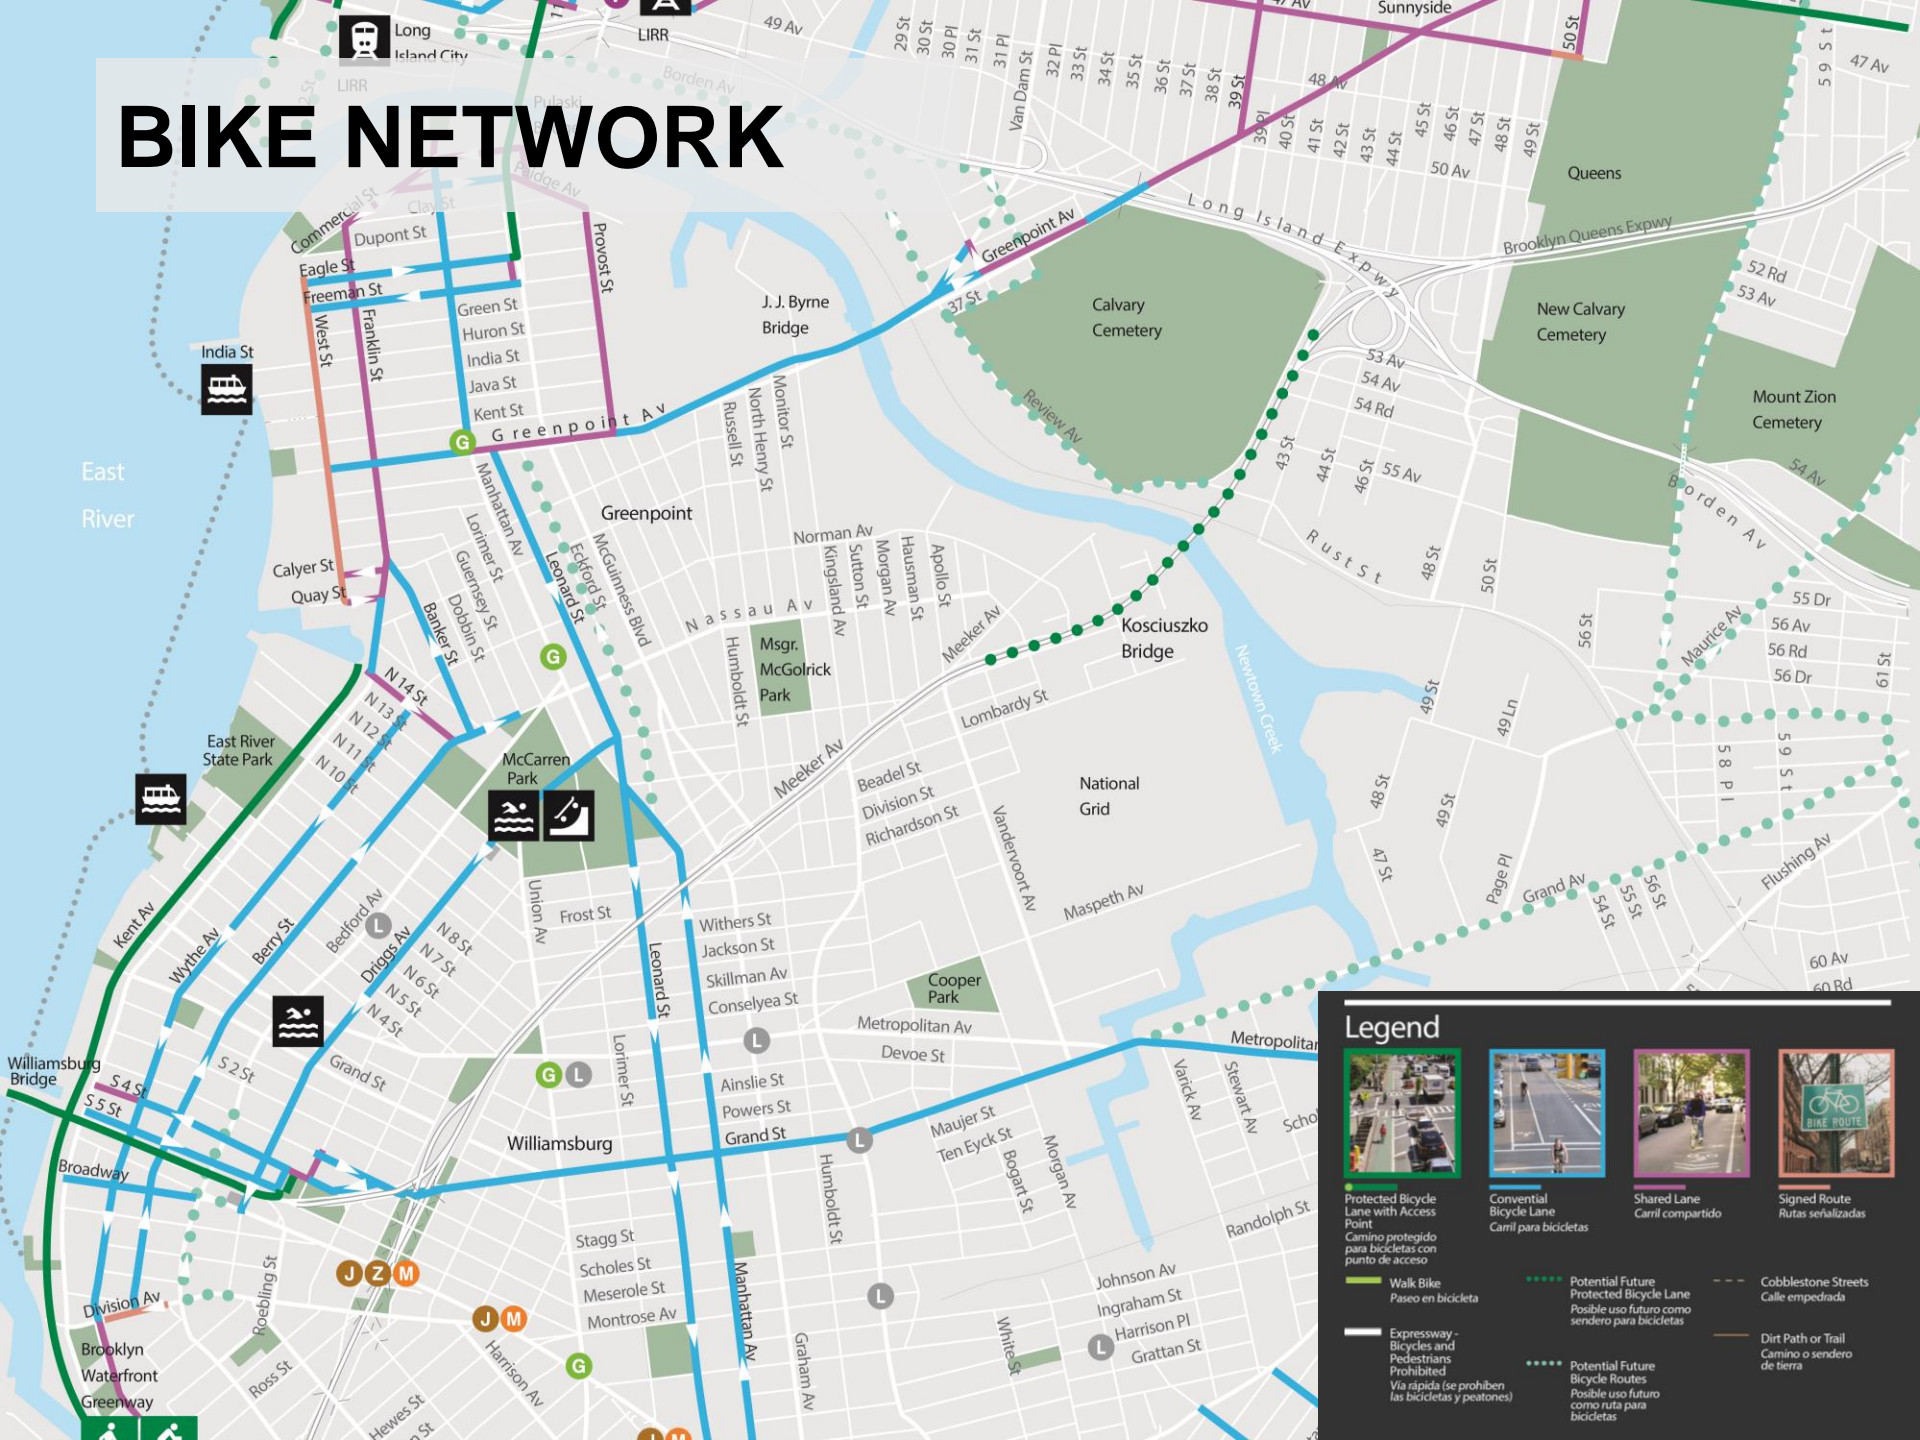 BIKE NETWORK
Long
Island City
LIRR
LIRR
49 Av
Borden Av
Pulaski
Paidge Av
Commercial St
Clay St
Dupont St
Eagle St
Freeman St
Green St
Huron St
India St
Java St
Kent St
Greenpoint Av
West St
Franklin St
Provost St
India St
East
River
J. J. Byrne
Bridge
29 St
30 St
30 Pl
31 St
31 Pl
Van Dam St
32 Pl
33 St
34 St
35 St
36 St
37 St
38 St
39 St
47 Av
Sunnyside
50 St
48 Av
39 Pl
40 St
41 St
42 St
43 St
44 St
45 St
46 St
47 St
48 St
49 St
50 Av
59 St
47 Av
Queens
Long Island Expwy
Brooklyn Queens Expwy
Greenpoint Av
37 St
Calvary
Cemetery
New Calvary
Cemetery
Mount Zion
Cemetery
52 Rd
53 Av
53 Av
54 Av
54 Rd
43 St
44 St
46 St
55 Av
54 Av
Borden Av
Review Av
Rust St
48 St
50 St
Russell St
North Henry St
Monitor St
Greenpoint
Manhattan Av
Lorimer St
Guernsey St
Dobbin St
Banker St
Leonard St
Eckford St
McGuinness Blvd
Norman Av
Kingsland Av
Sutton St
Morgan Av
Hausman St
Apollo St
Nassau Av
Meeker Av
Msgr.
McGolrick
Park
Humboldt St
Kosciuszko
Bridge
Newtown Creek
Calyer St
Quay St
G
G
N 14 St
N 13 St
N 12 St
N 11 St
N 10 St
East River
State Park
McCarren
Park
Meeker Av
Lombardy St
Beadel St
Division St
Richardson St
Vandervoort Av
National
Grid
Maspeth Av
55 Dr
56 Av
56 Rd
56 Dr
56 St
Maurice Av
61 St
49 St
49 Ln
58 Pl
59 St
48 St
49 St
47 St
Page Pl
Grand Av
54 St
55 St
56 St
Flushing Av
60 Av
60 Rd
Kent Av
Wythe Av
Berry St
Bedford Av
L
Driggs Av
N 8 St
N 7 St
N 6 St
N 5 St
N 4 St
Union Av
Frost St
Withers St
Jackson St
Skillman Av
Conselyea St
L
Leonard St
Lorimer St
Cooper
Park
Metropolitan Av
Devoe St
Metropolitan
Williamsburg
Bridge
S 4 St
S 5 St
S 2 St
Grand St
G
L
Ainslie St
Powers St
Grand St
Williamsburg
L
Maujer St
Ten Eyck St
Bogart St
Morgan Av
Varick Av
Stewart Av
Broadway
Humboldt St
Randolph St
Roebling St
Stagg St
Scholes St
Meserole St
Montrose Av
J
Z
M
J
M
G
Manhattan Av
L
Johnson Av
Ingraham St
Harrison Pl
Grattan St
L
White St
Division Av
Brooklyn
Waterfront
Greenway
Ross St
Hewes St
Harrison Av
Graham Av
Legend
Protected Bicycle
Lane with Access
Point
Camino protegido
para bicicletas con
punto de acceso
Convential
Bicycle Lane
Carril para bicicletas
Shared Lane
Carril compartido
BIKE ROUTE
Signed Route
Rutas señalizadas
Walk Bike
Paseo en bicicleta
Expressway -
Bicycles and
Pedestrians
Prohibited
Vía rápida (se prohíben
las bicicletas y peatones)
Potential Future
Protected Bicycle Lane
Posible uso futuro como
sendero para bicicletas
Potential Future
Bicycle Routes
Posible uso futuro
como ruta para
bicicletas
Cobblestone Streets
Calle empedrada
Dirt Path or Trail
Camino o sendero
de tierra